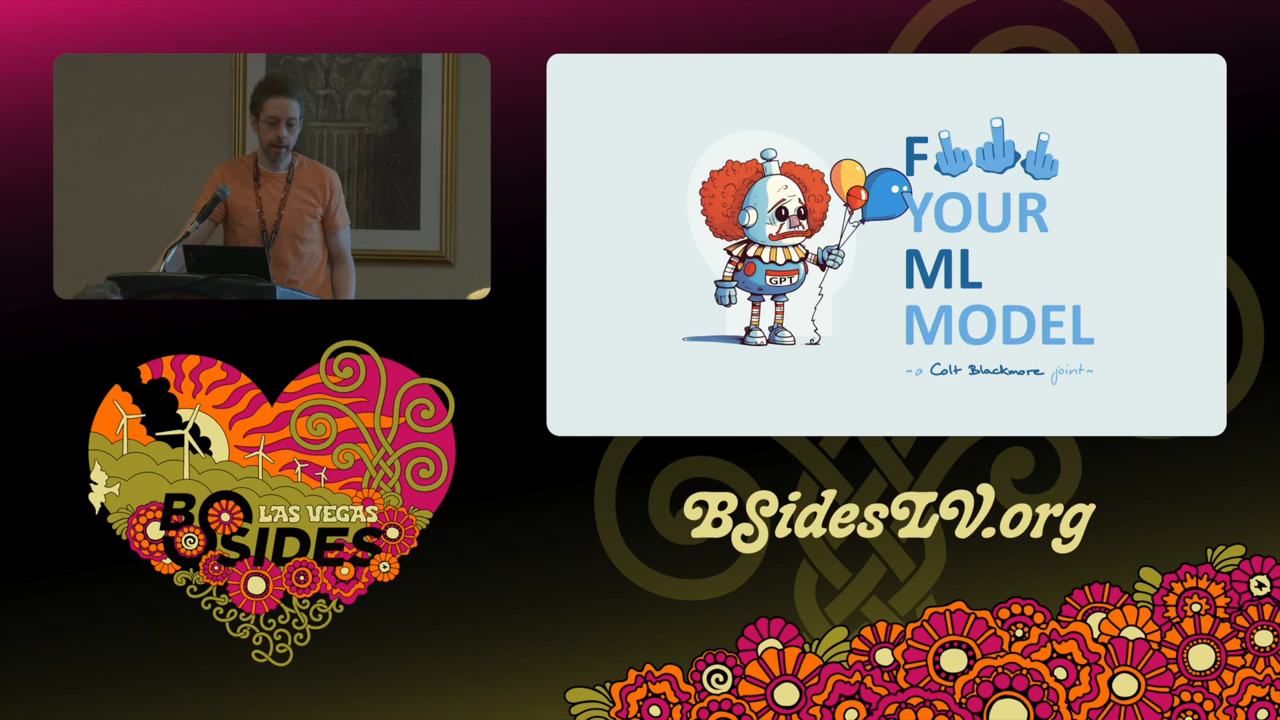 F
YOUR
ML
MODEL
~a Colt Blackmore joint~
GPT
BSIDES
LAS VEGAS
BSidesLV.org